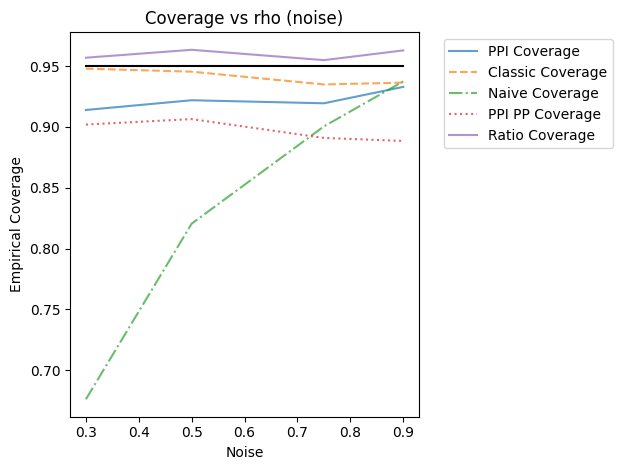 Coverage vs rho (noise)
PPI Coverage
Classic Coverage
Naive Coverage
PPI PP Coverage
Ratio Coverage
Empirical Coverage
0.95
0.90
0.85
0.80
0.75
0.70
0.3 0.4 0.5 0.6 0.7 0.8 0.9
Noise